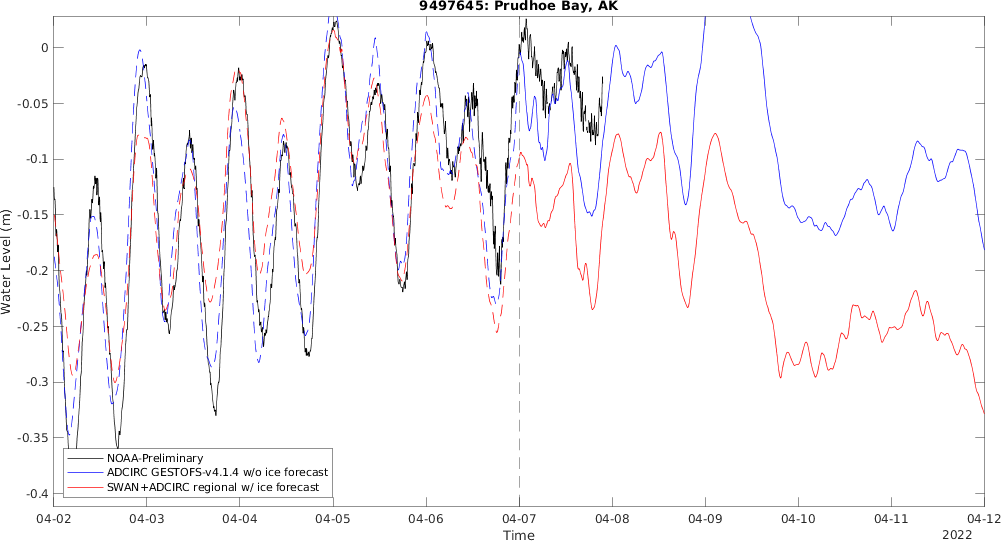 9497645: Prudhoe Bay, AK
Water Level (m)
0
-0.05
-0.1
-0.15
-0.2
-0.25
-0.3
-0.35
-0.4
NOAA-Preliminary
ADCIRC GESTOFS-v4.1.4 w/o ice forecast
SWAN+ADCIRC regional w/ ice forecast
04-02 04-03 04-04 04-05 04-06 04-07 04-08 04-09 04-10 04-11 04-12
Time
2022